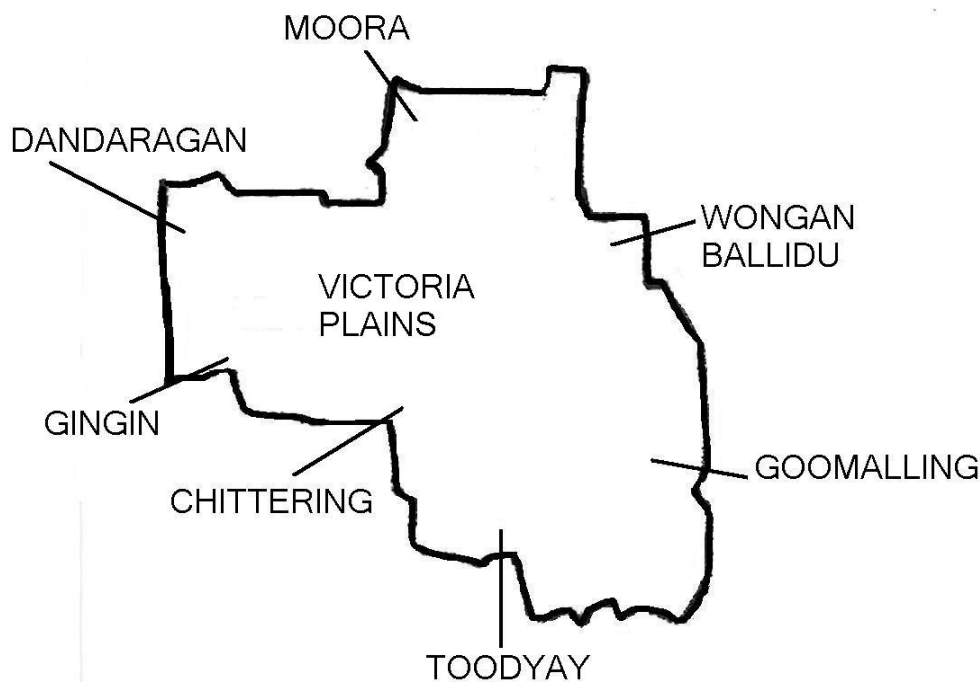 MOORA
DANDARAGAN
WONGAN
BALLIDU
VICTORIA
PLAINS
GINGIN
GOOMALLING
CHITTERING
TOODYAY